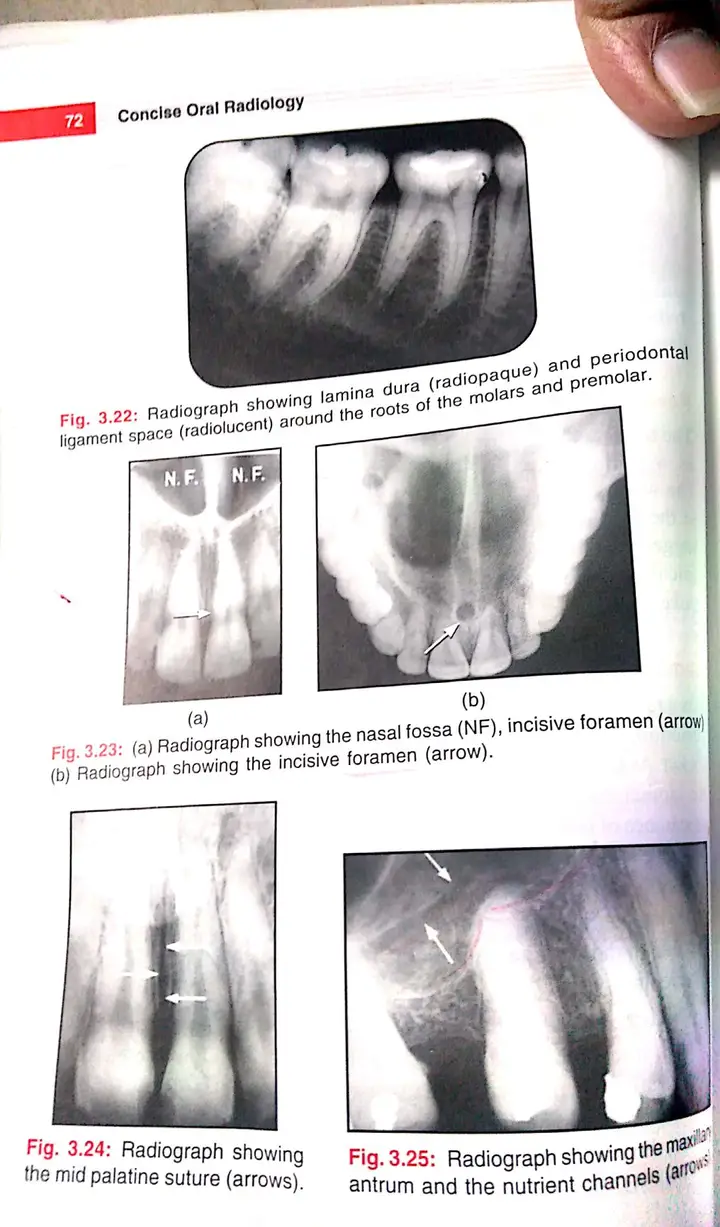 72
Concise Oral Radiology
Fig. 3.22: Radiograph showing lamina dura (radiopaque) and periodontal
ligament space (radiolucent) around the roots of the molars and premolar.
N.F. N.F.
(a)
(b)
Fig. 3.23: (a) Radiograph showing the nasal fossa (NF), incisive foramen (arrow)
(b) Radiograph showing the incisive foramen (arrow).
Fig. 3.24: Radiograph showing
the mid palatine suture (arrows).
Fig. 3.25: Radiograph showing the maxillary
antrum and the nutrient channels (arrows)